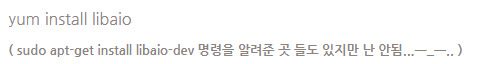 yum install libaio
( sudo apt-get install libaio-dev 명령을 알려준 곳 들도 있지만 난 안됨...ㅡ_ㅡ.. )